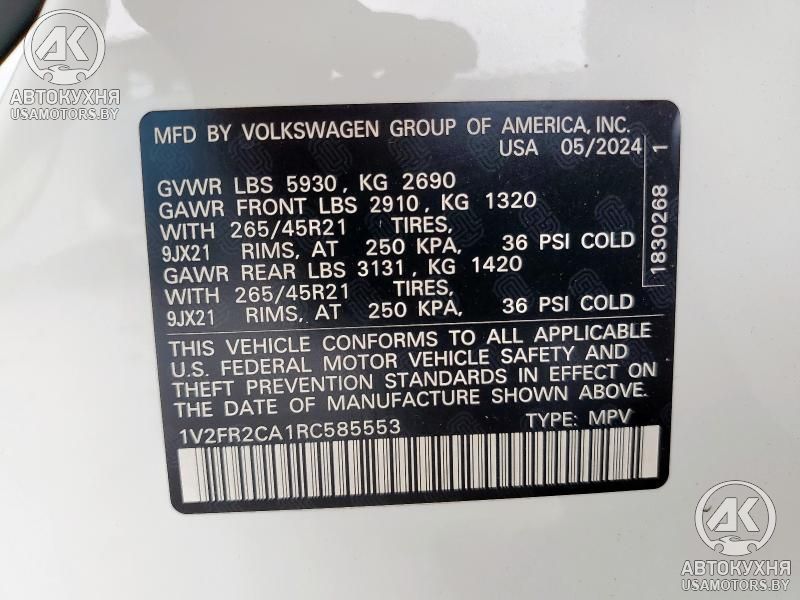 AK
АВТОКУХНЯ
USAMOTORS.BY
MFD BY VOLKSWAGEN GROUP OF AMERICA, INC.
USA 05/2024
GVWR LBS 5930, KG 2690
GAWR FRONT LBS 2910, KG 1320
WITH 265/45R21 TIRES,
9JX21 RIMS, AT 250 KPA, 36 PSI COLD
GAWR REAR LBS 3131, KG 1420
WITH 265/45R21 TIRES,
9JX21 RIMS, AT 250 KPA, 36 PSI COLD
THIS VEHICLE CONFORMS TO ALL APPLICABLE
U.S. FEDERAL MOTOR VEHICLE SAFETY AND
THEFT PREVENTION STANDARDS IN EFFECT ON
THE DATE OF MANUFACTURE SHOWN ABOVE.
1V2FR2CA1RC585553 TYPE: MPV
1830268 1
AK
АВТОКУХНЯ
USAMOTORS.BY